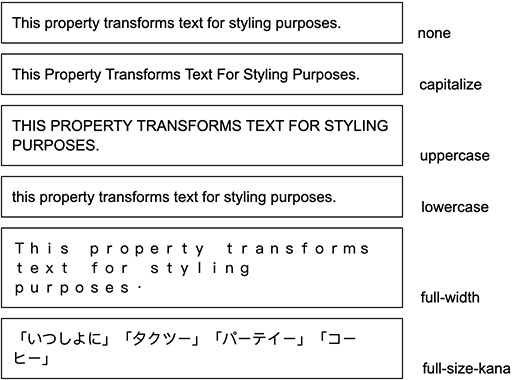 This property transforms text for styling purposes.
none
This Property Transforms Text For Styling Purposes.
capitalize
THIS PROPERTY TRANSFORMS TEXT FOR STYLING
PURPOSES.
uppercase
this property transforms text for styling purposes.
lowercase
Ｔｈｉｓ　ｐｒｏｐｅｒｔｙ　ｔｒａｎｓｆｏｒｍｓ
ｔｅｘｔ　ｆｏｒ　ｓｔｙｌｉｎｇ
ｐｕｒｐｏｓｅｓ．
full-width
「いつしよに」「タクツー」「パーテイー」「コー
ヒー」
full-size-kana